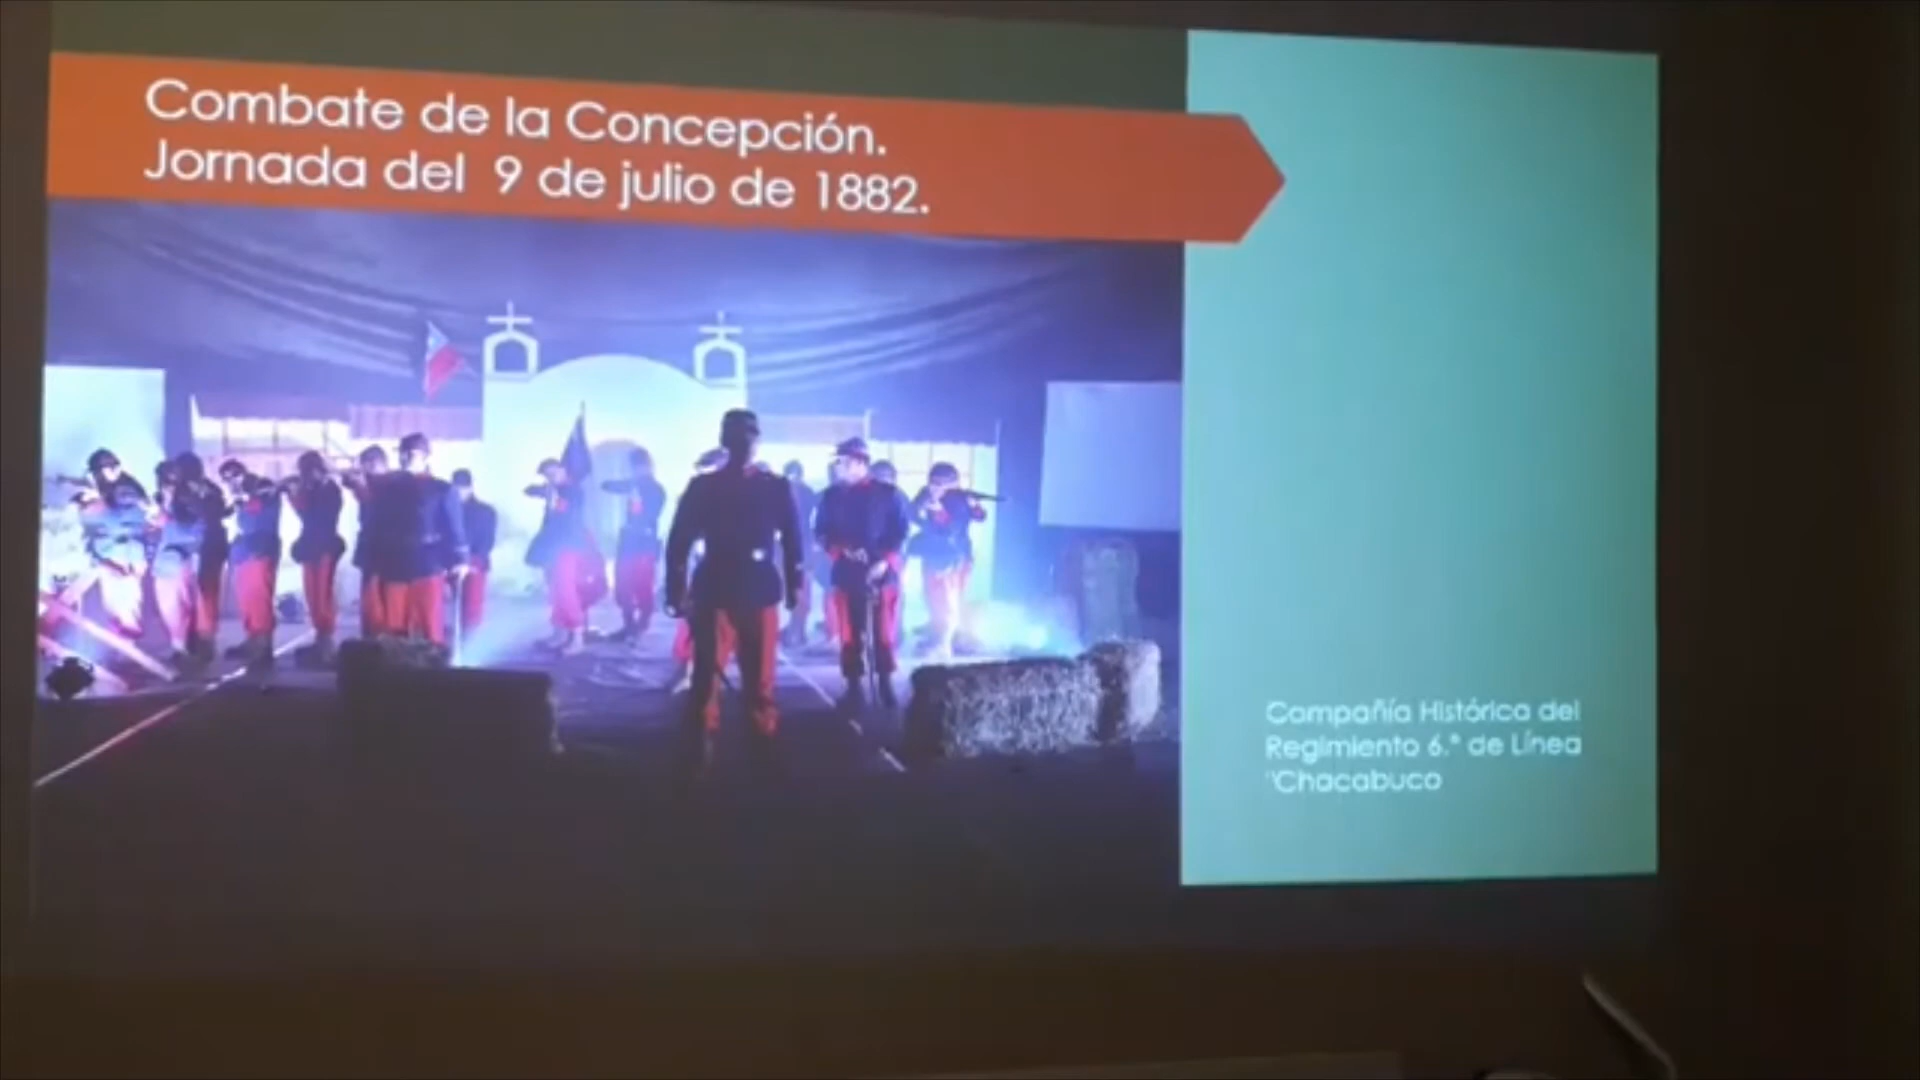 Combate de la Concepción.
Jornada del 9 de julio de 1882.
Compañía Histórica del
Regimiento 6.º de Línea
"Chacabuco